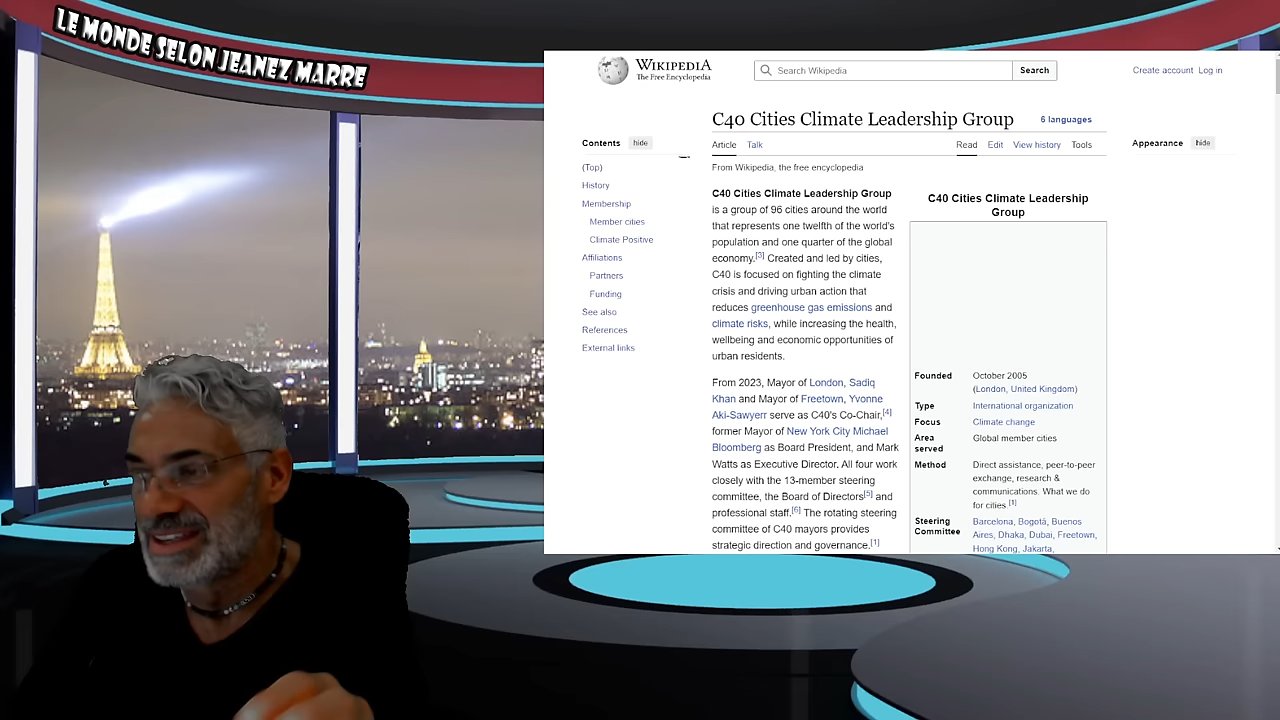 LE MONDE SELON JEANEZ MARRE
WIKIPEDIA
The Free Encyclopedia
Search Wikipedia
Search
Create account Log in
Contents hide
(Top)
History
Membership
Member cities
Climate Positive
Affiliations
Partners
Funding
See also
References
External links
C40 Cities Climate Leadership Group
6 languages
Article Talk
Read Edit View history Tools
From Wikipedia, the free encyclopedia
C40 Cities Climate Leadership Group
is a group of 96 cities around the world
that represents one twelfth of the world's
population and one quarter of the global
economy.[3] Created and led by cities,
C40 is focused on fighting the climate
crisis and driving urban action that
reduces greenhouse gas emissions and
climate risks, while increasing the health,
wellbeing and economic opportunities of
urban residents.
From 2023, Mayor of London, Sadiq
Khan and Mayor of Freetown, Yvonne
Aki-Sawyerr serve as C40's Co-Chair,[4]
former Mayor of New York City Michael
Bloomberg as Board President, and Mark
Watts as Executive Director. All four work
closely with the 13-member steering
committee, the Board of Directors[5] and
professional staff.[6] The rotating steering
committee of C40 mayors provides
strategic direction and governance.[1]
C40 Cities Climate Leadership
Group
Founded October 2005
(London, United Kingdom)
Type International organization
Focus Climate change
Area served Global member cities
Method Direct assistance, peer-to-peer
exchange, research &
communications. What we do
for cities.[1]
Steering Committee Barcelona, Bogotá, Buenos
Aires, Dhaka, Dubai, Freetown,
Hong Kong, Jakarta,
Appearance hide